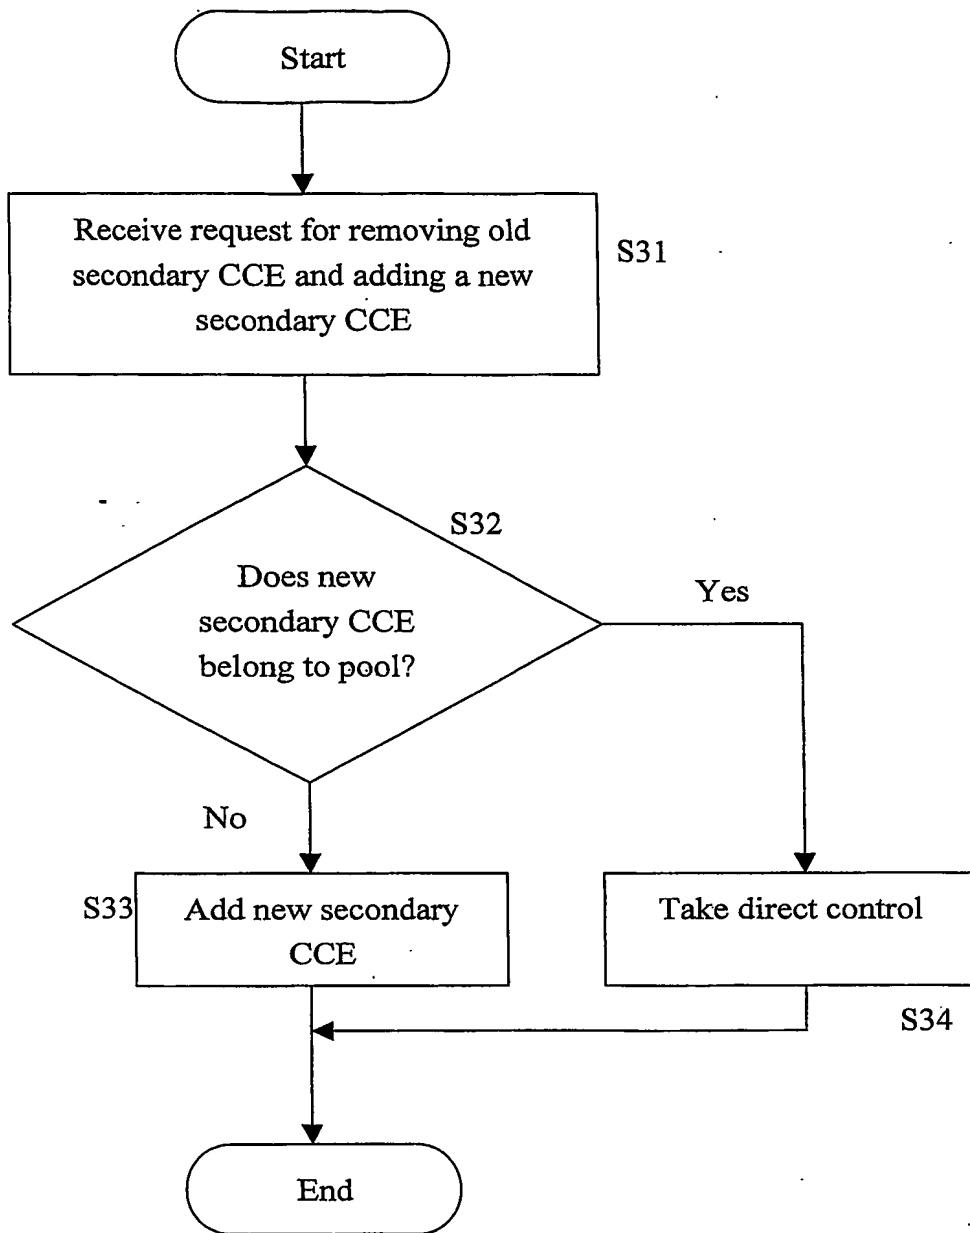 Start
Receive request for removing old
secondary CCE and adding a new
secondary CCE
S31
S32
Does new
secondary CCE
belong to pool?
Yes
No
S33
Add new secondary
CCE
Take direct control
S34
End